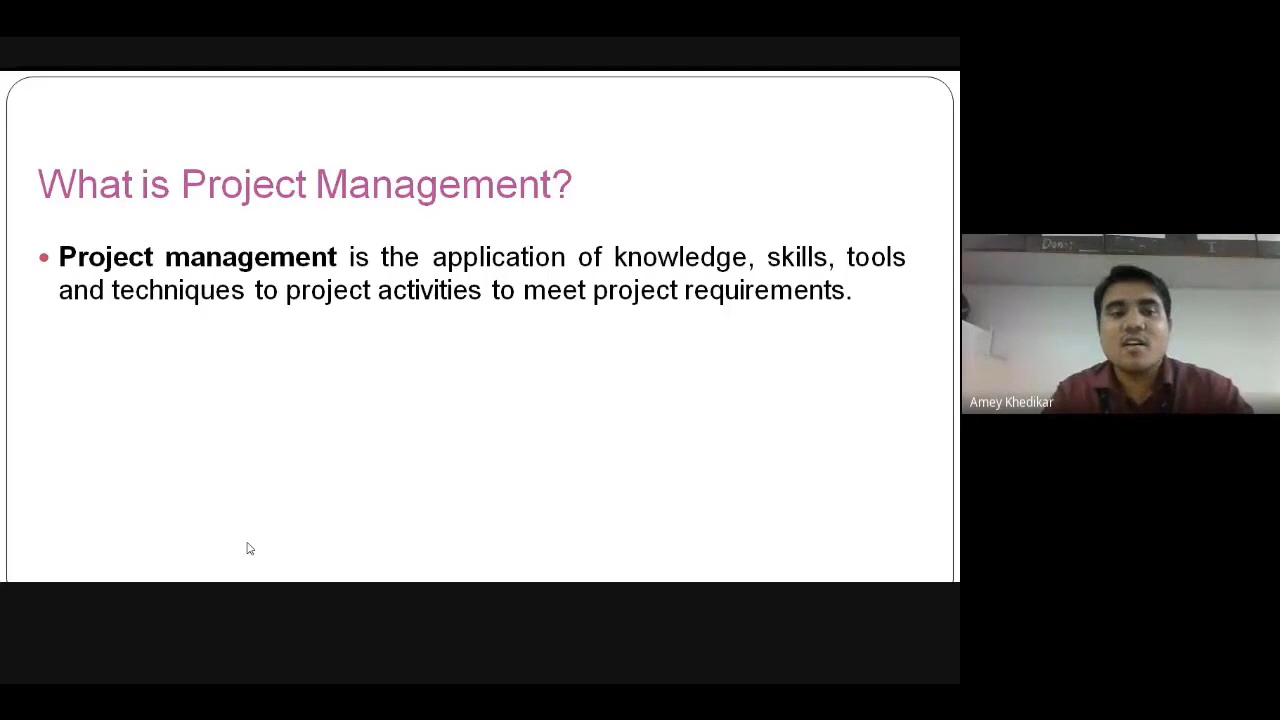 What is Project Management?
• Project management is the application of knowledge, skills, tools
and techniques to project activities to meet project requirements.
Amey Khedikar